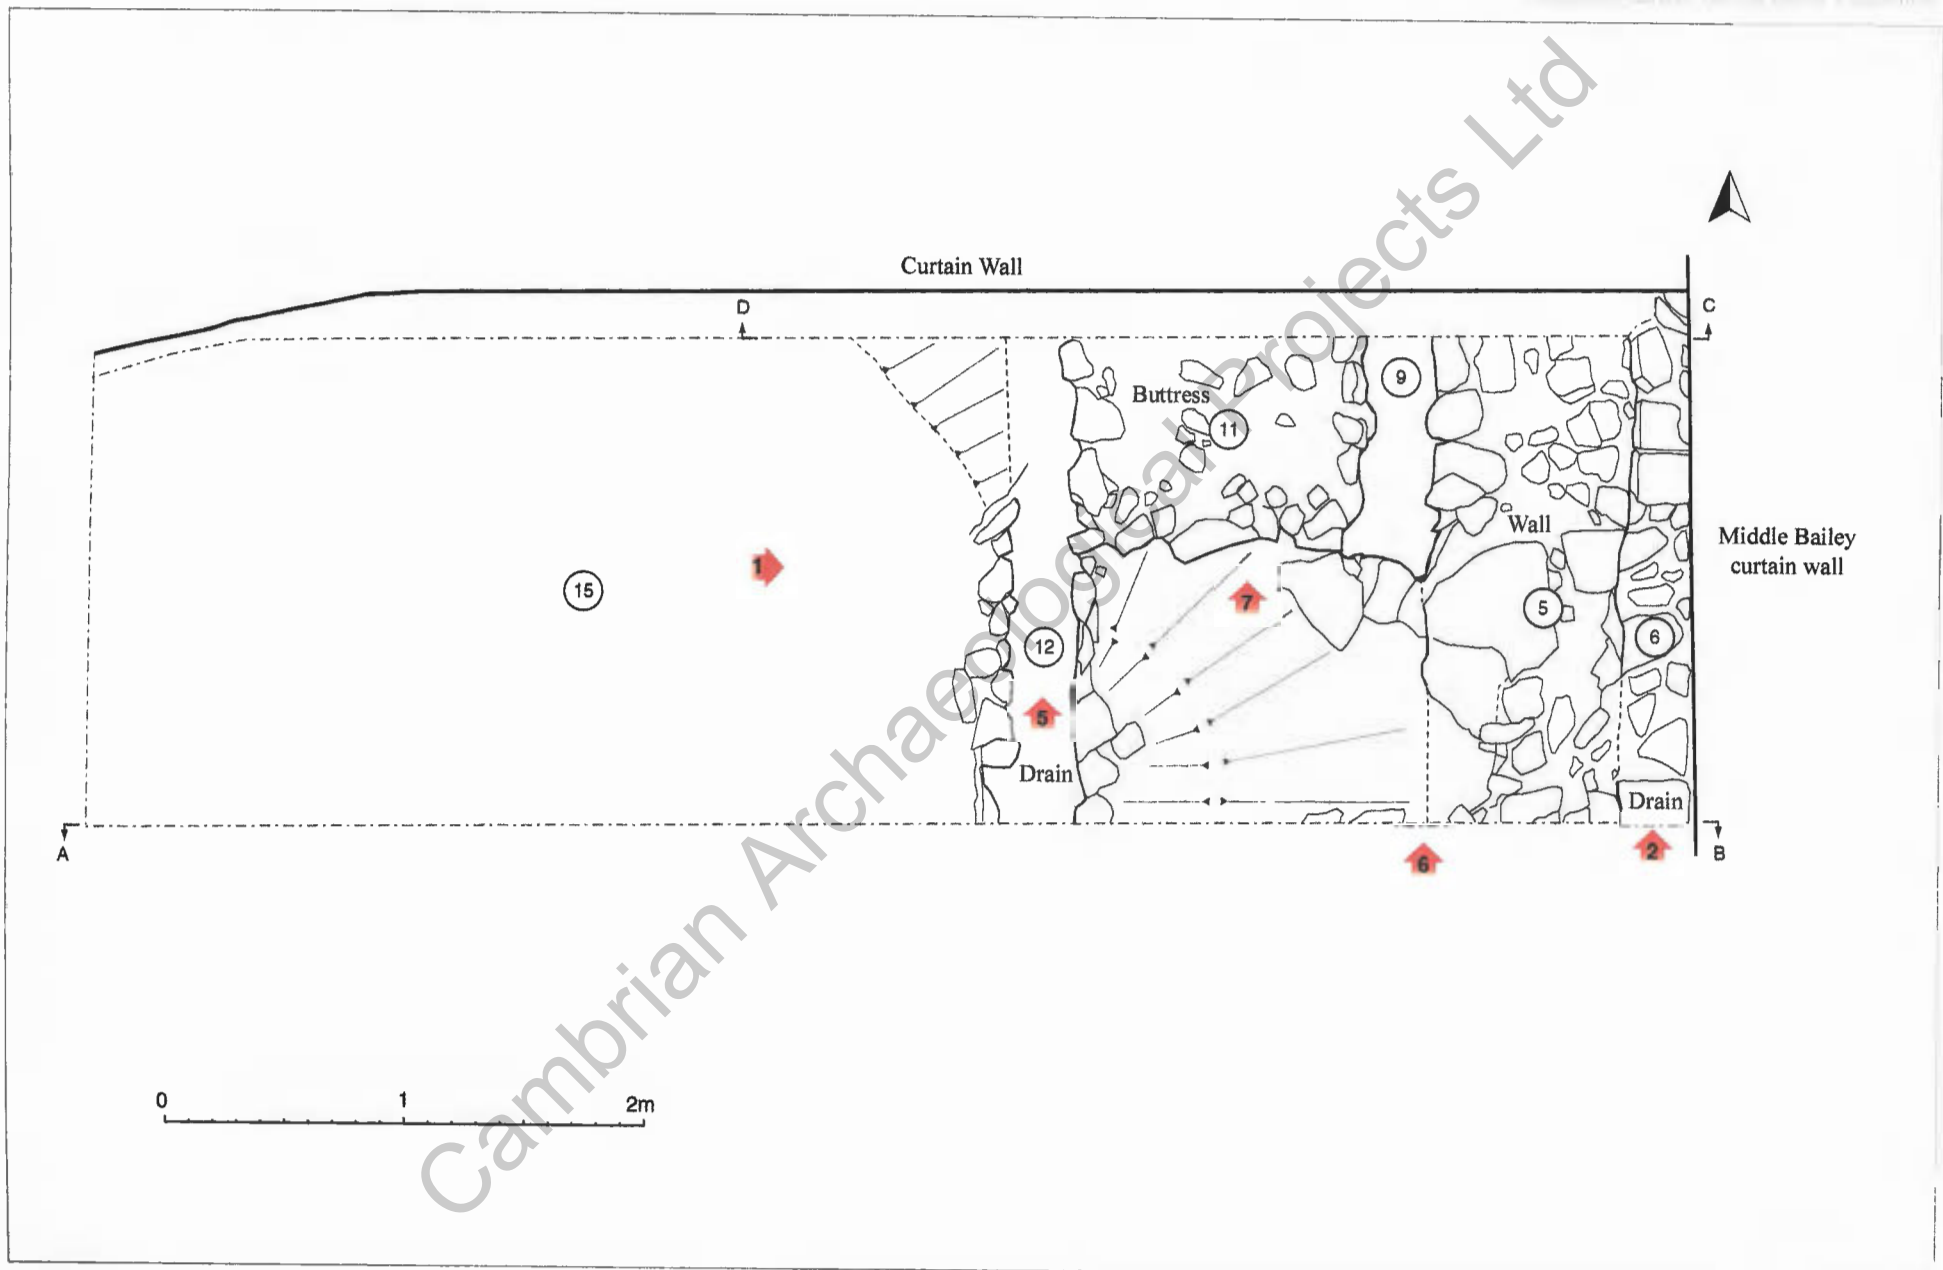 Curtain Wall
D
C
9
Buttress
11
Wall
Middle Bailey
curtain wall
1
15
7
5
6
12
5
Drain
Drain
A
B
6
2
0 1 2m
Cambrian Archaeological Projects Ltd